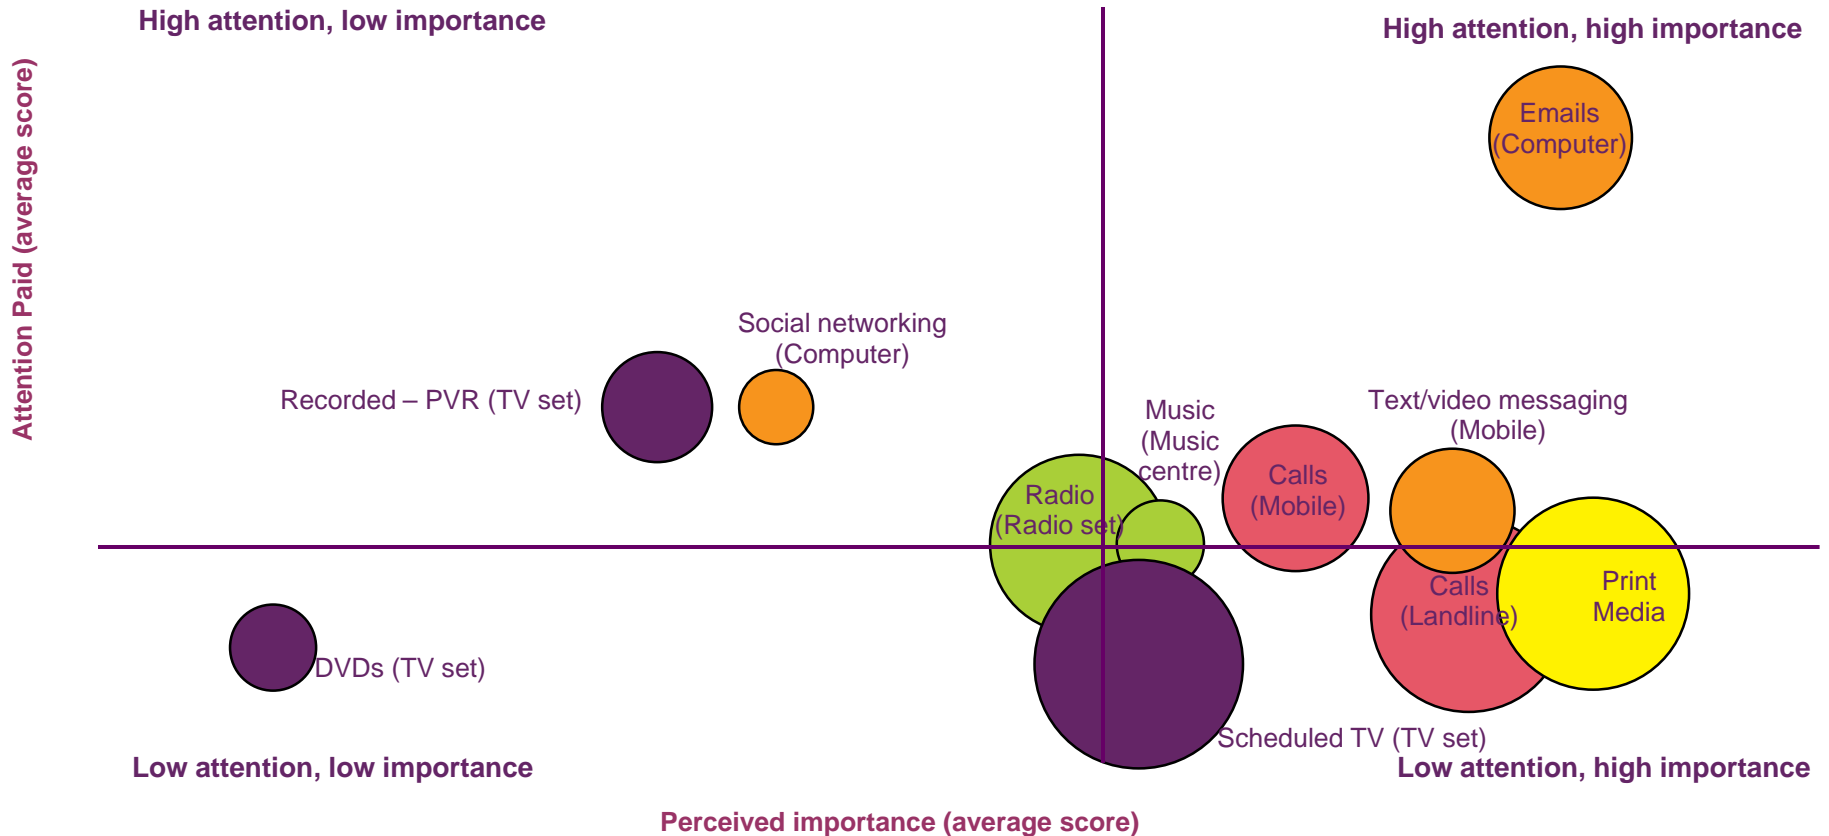 High attention, low importance
High attention, high importance
Attention Paid (average score)
Emails
(Computer)
Social networking
(Computer)
Recorded – PVR (TV set)
Music
(Music
centre)
Text/video messaging
(Mobile)
Calls
(Mobile)
Radio
(Radio set)
Calls
(Landline)
Print
Media
DVDs (TV set)
Scheduled TV (TV set)
Low attention, low importance
Low attention, high importance
Perceived importance (average score)